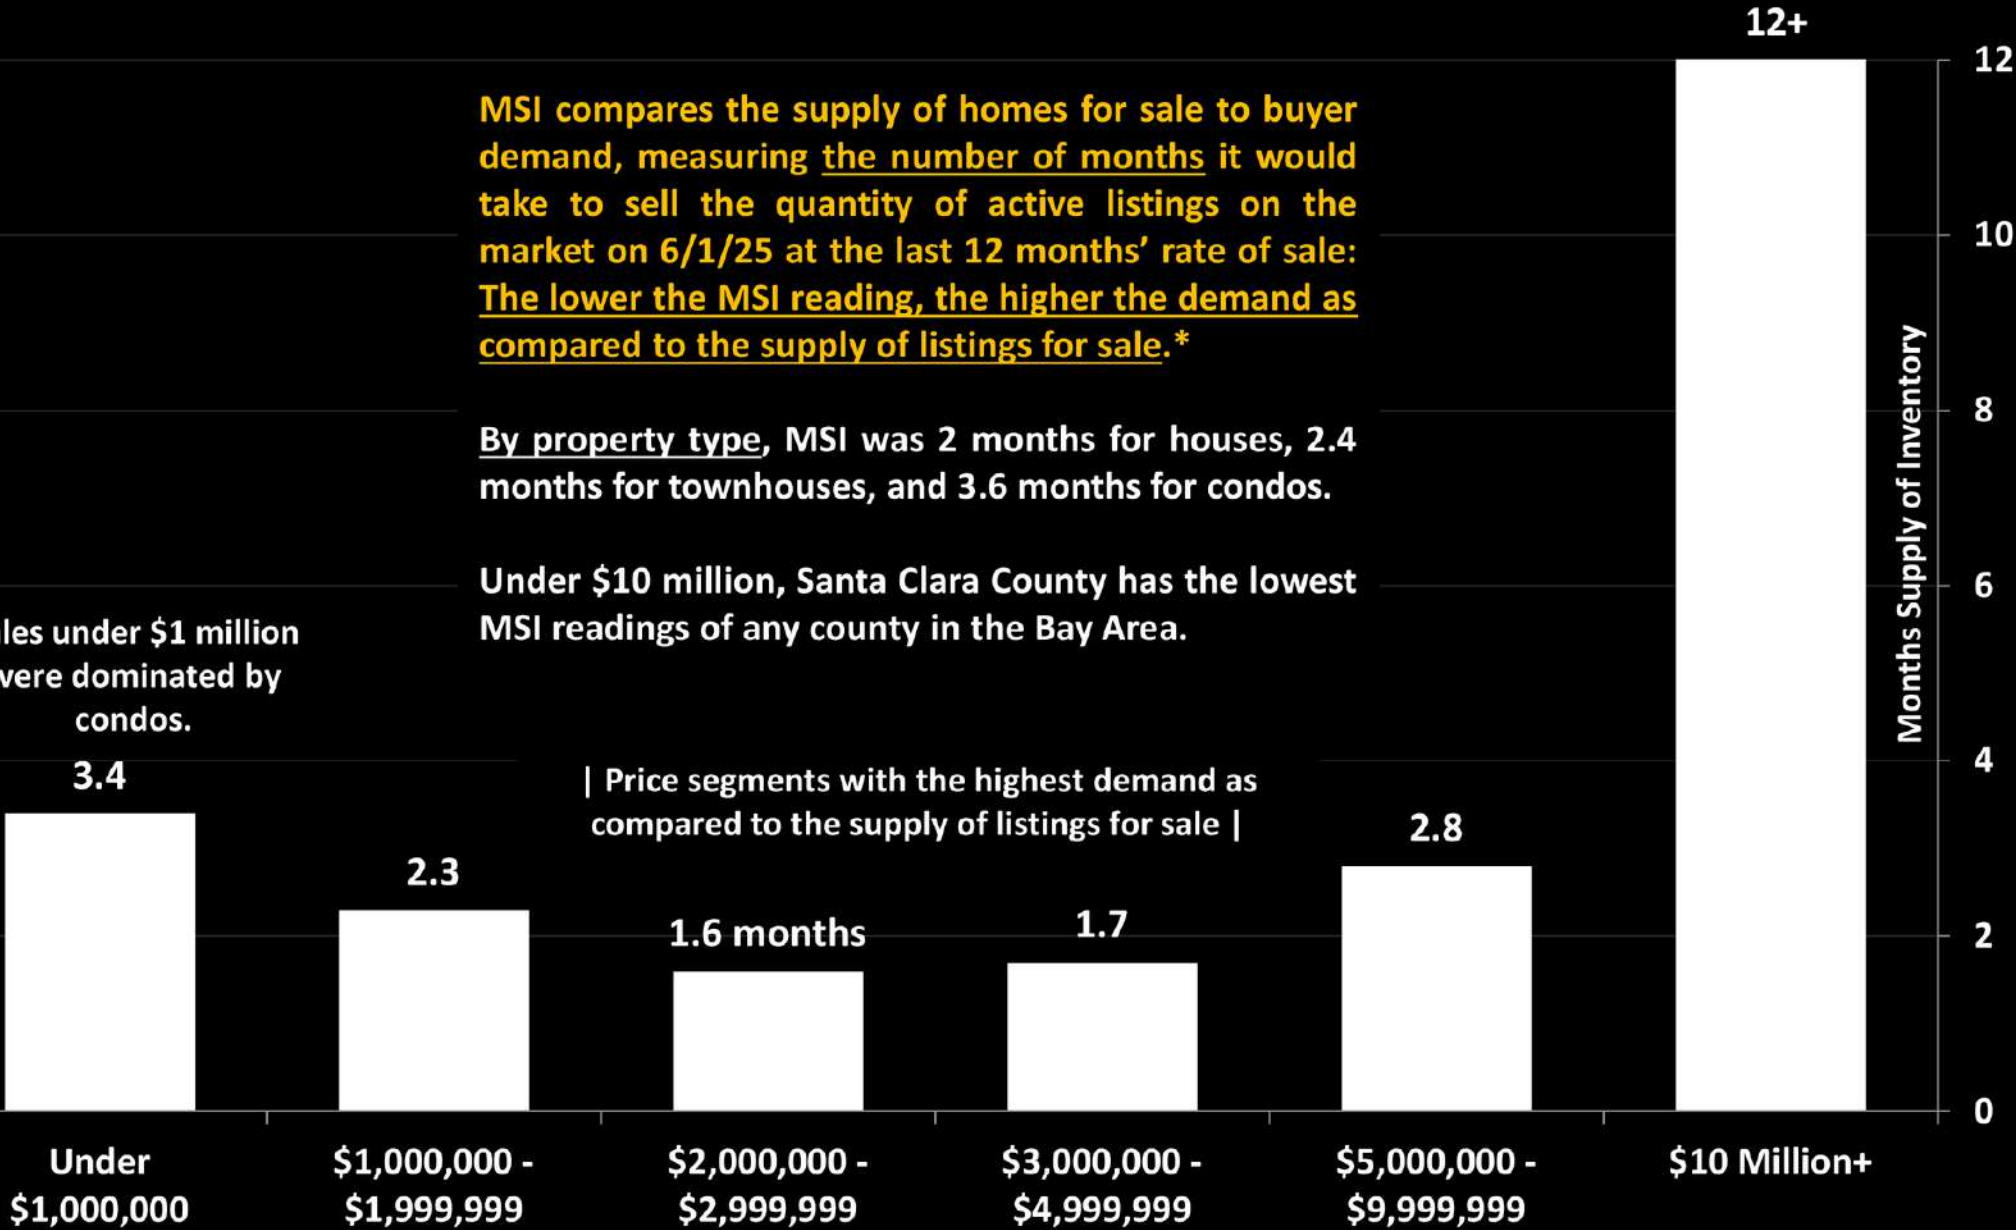 12+
MSI compares the supply of homes for sale to buyer
demand, measuring the number of months it would
take to sell the quantity of active listings on the
market on 6/1/25 at the last 12 months’ rate of sale:
The lower the MSI reading, the higher the demand as
compared to the supply of listings for sale.*
By property type, MSI was 2 months for houses, 2.4
months for townhouses, and 3.6 months for condos.
Under $10 million, Santa Clara County has the lowest
MSI readings of any county in the Bay Area.
under $1 million
dominated by
condos.
3.4
| Price segments with the highest demand as
compared to the supply of listings for sale |
2.3
1.6 months
1.7
2.8
12
10
8
6
4
2
0
Months Supply of Inventory
Under
$1,000,000
$1,000,000 -
$1,999,999
$2,000,000 -
$2,999,999
$3,000,000 -
$4,999,999
$5,000,000 -
$9,999,999
$10 Million+